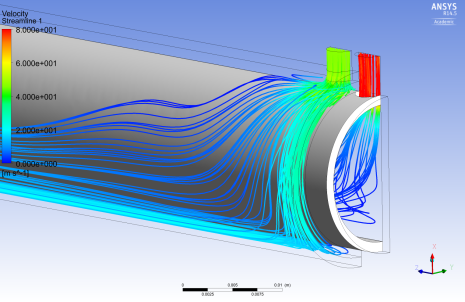 Velocity
Streamline 1
8.000e+001
6.000e+001
4.000e+001
2.000e+001
0.000e+000
[m s^-1]
ANSYS
R14.5
Academic
X
Z
Y
0
0.005
0.01 (m)
0.0025
0.0075